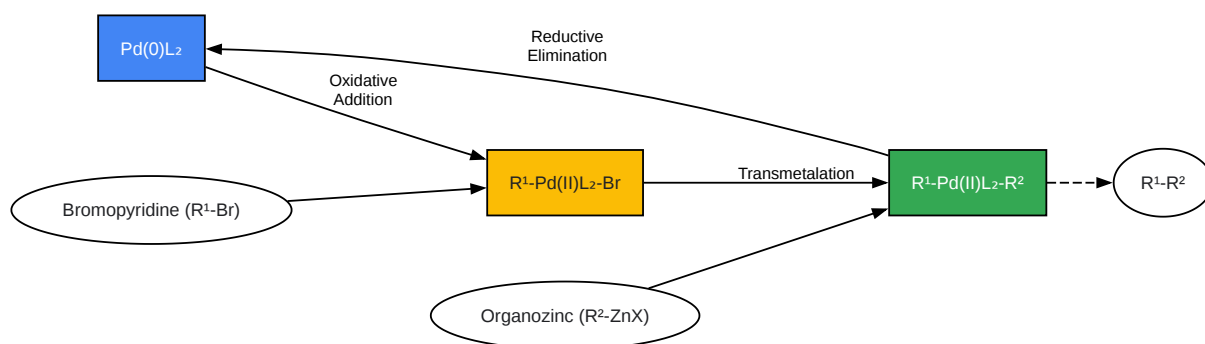 Pd(0)L₂
Reductive
Elimination
Oxidative
Addition
R¹-Pd(II)L₂-Br
Transmetalation
R¹-Pd(II)L₂-R²
R¹-R²
Bromopyridine (R¹-Br)
Organozinc (R²-ZnX)